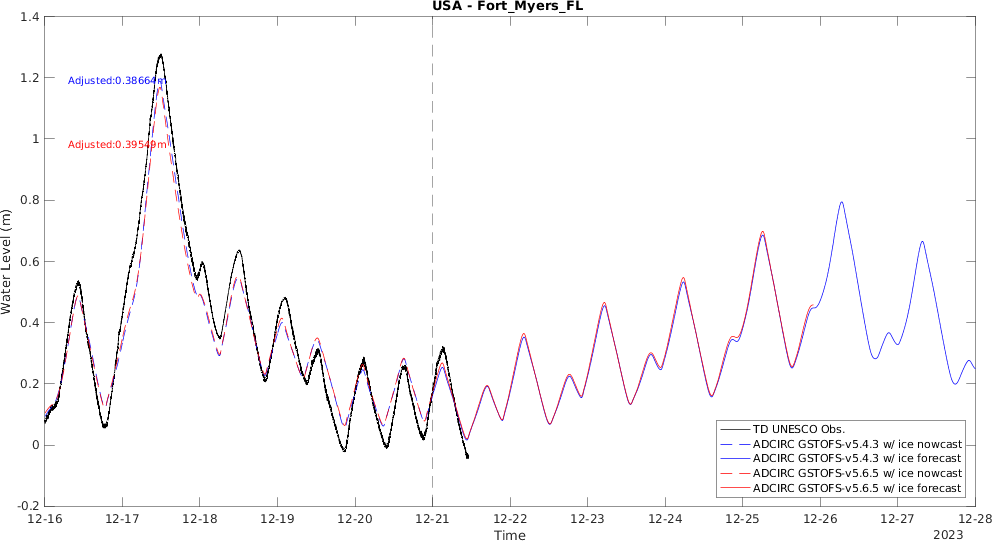 USA - Fort_Myers_FL
1.4
1.2
1
0.8
0.6
0.4
0.2
0
-0.2
Water Level (m)
Adjusted:0.38664m
Adjusted:0.39549m
TD UNESCO Obs.
ADCIRC GSTOFS-v5.4.3 w/ ice nowcast
ADCIRC GSTOFS-v5.4.3 w/ ice forecast
ADCIRC GSTOFS-v5.6.5 w/ ice nowcast
ADCIRC GSTOFS-v5.6.5 w/ ice forecast
12-16 12-17 12-18 12-19 12-20 12-21 12-22 12-23 12-24 12-25 12-26 12-27 12-28
Time
2023